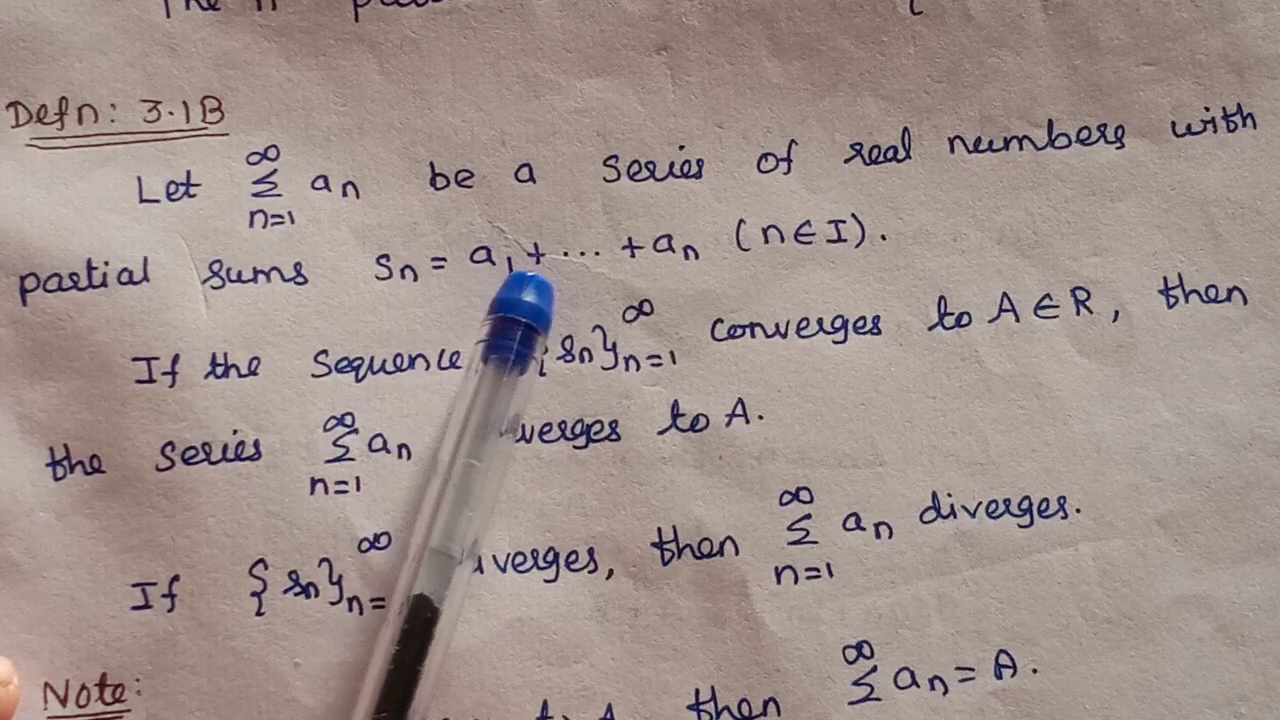 The n
Defn: 3.1B
Let ∞ Σ n=1 an be a series of real numbers with
partial sums sn = a1 + ... + an (n ∈ I).
If the sequence {sn}∞ n=1 converges to A ∈ R, then
the series ∞ Σ n=1 an verges to A.
If {sn}∞ n= verges, then ∞ Σ n=1 an diverges.
Note:
A then ∞ Σ an = A.